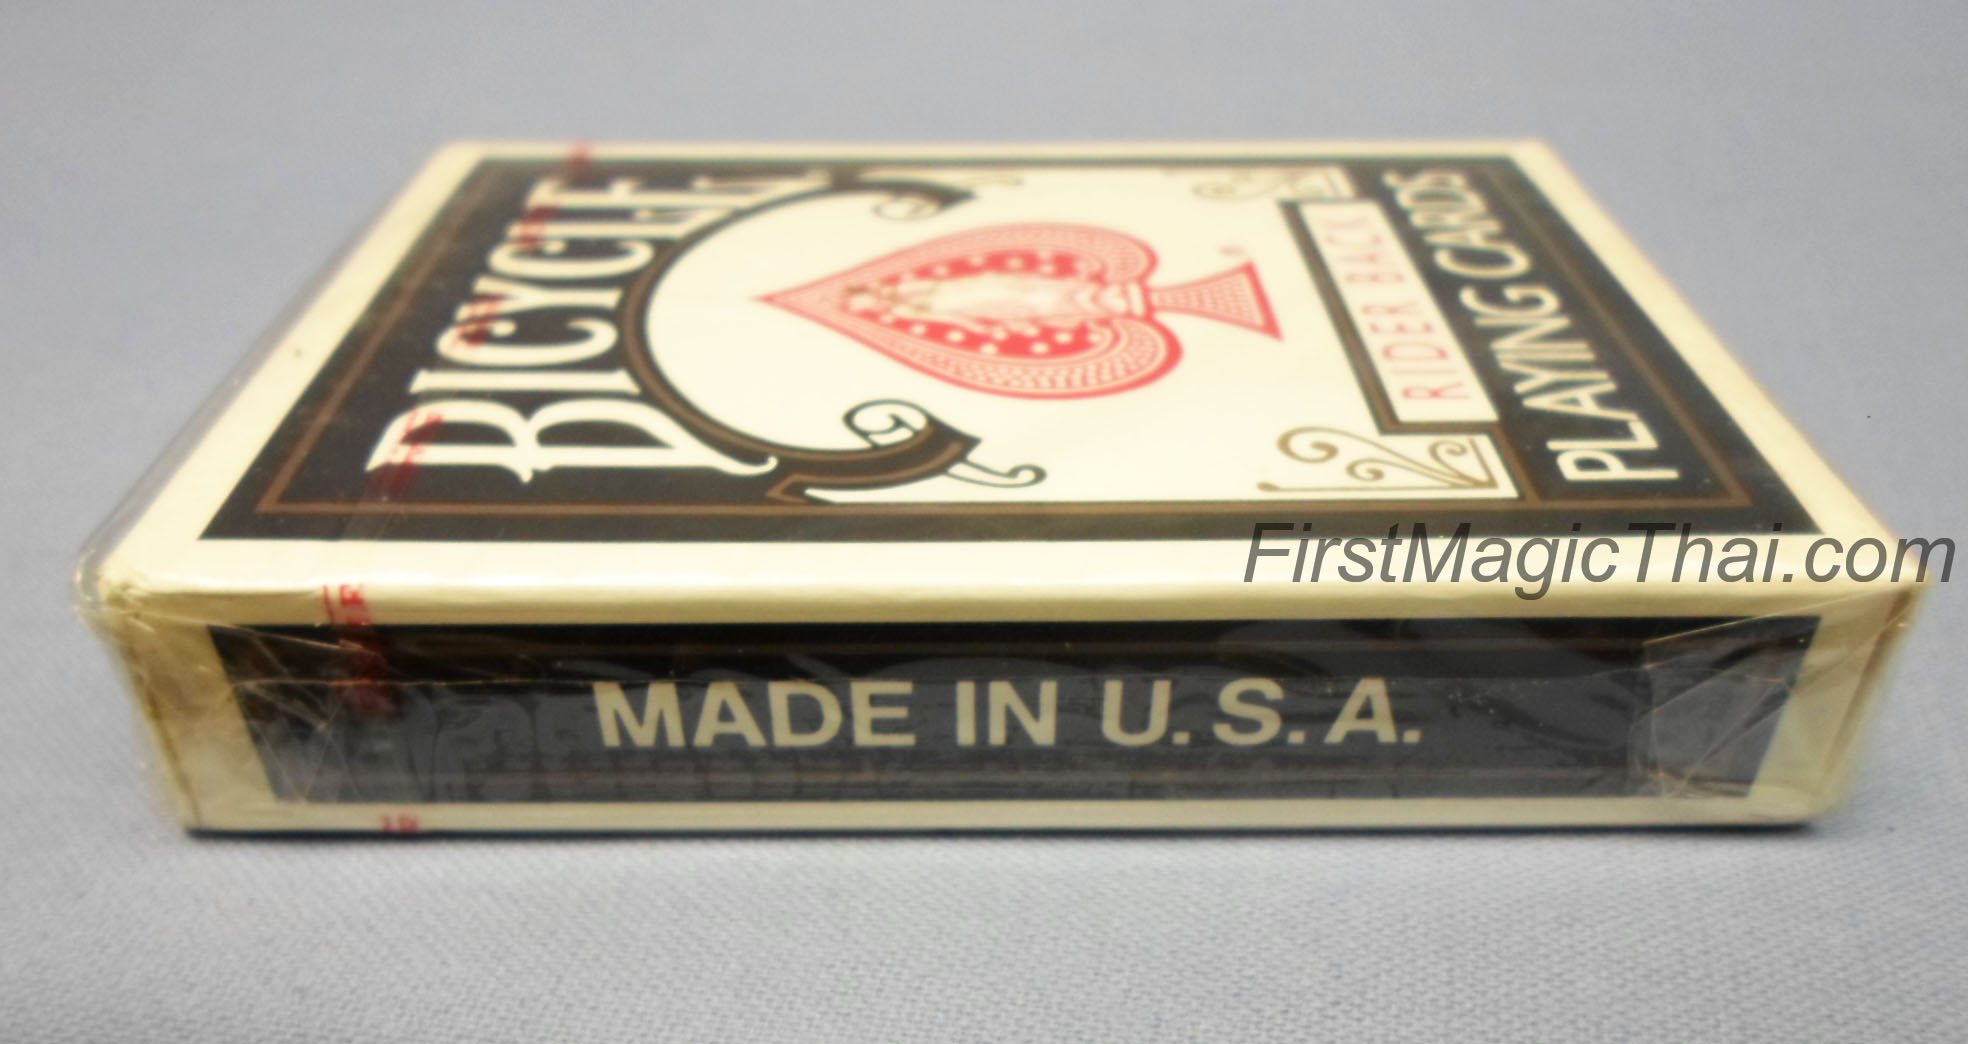 BICYCLE
RIDER BACK
PLAYING CARDS
FirstMagicThai.com
MADE IN U.S.A.